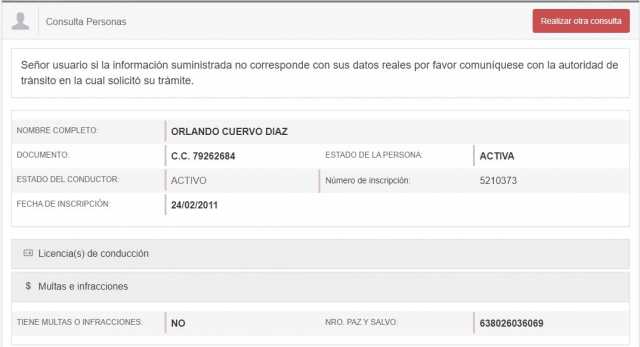 Consulta Personas
Realizar otra consulta
Señor usuario si la información suministrada no corresponde con sus datos reales por favor comuníquese con la autoridad de
tránsito en la cual solicitó su trámite.
NOMBRE COMPLETO: ORLANDO CUERVO DIAZ
DOCUMENTO: C.C. 79262684 ESTADO DE LA PERSONA: ACTIVA
ESTADO DEL CONDUCTOR: ACTIVO Número de inscripción: 5210373
FECHA DE INSCRIPCIÓN: 24/02/2011
Licencia(s) de conducción
$ Multas e infracciones
TIENE MULTAS O INFRACCIONES: NO NRO. PAZ Y SALVO: 638026036069